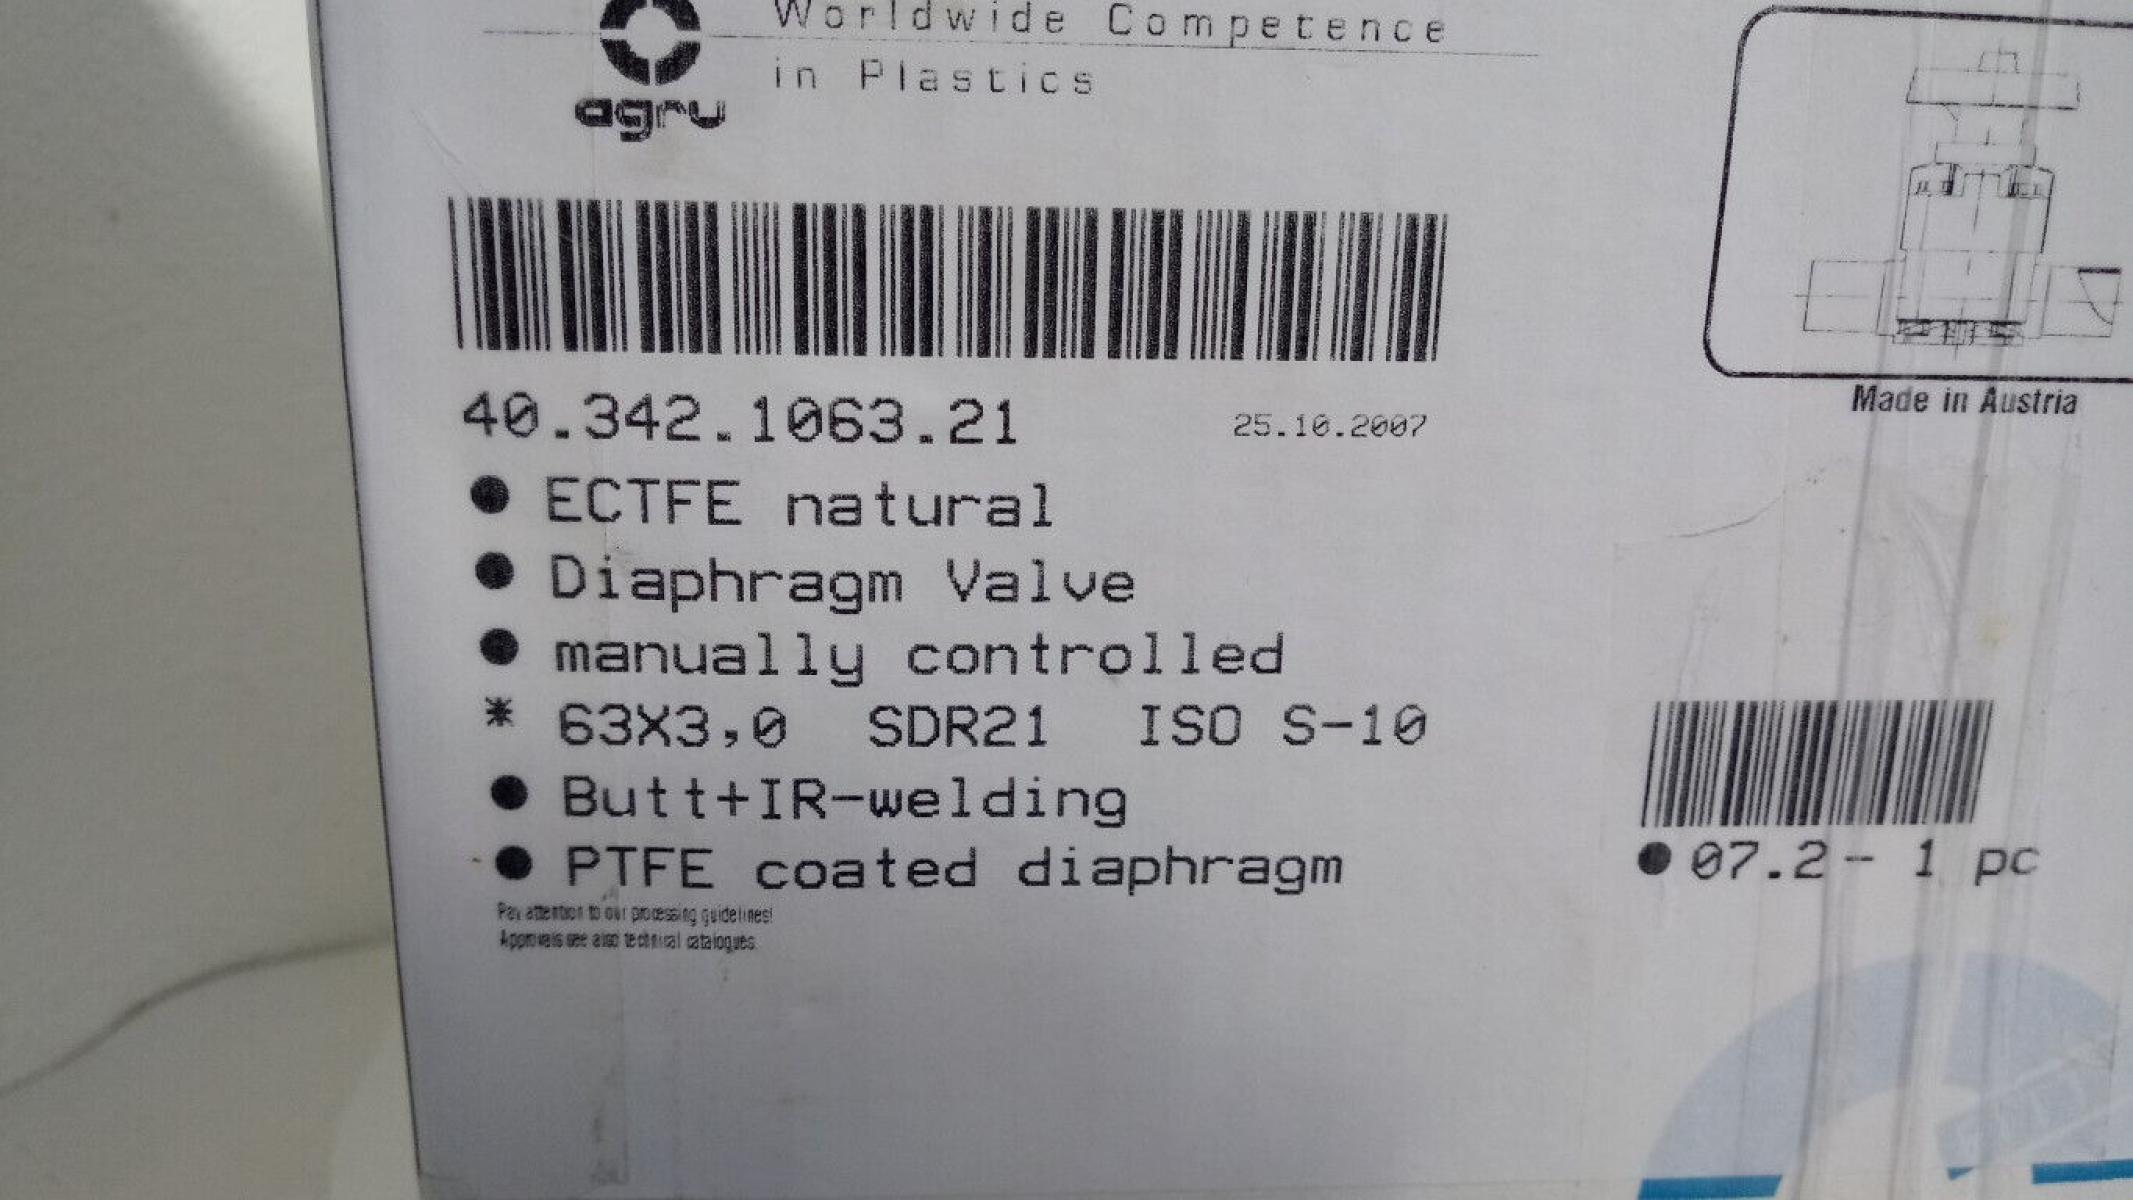 Worldwide Competence
in Plastics
agru
40.342.1063.21
25.10.2007
Made in Austria
● ECTFE natural
● Diaphragm Valve
● manually controlled
* 63X3,0 SDR21 ISO S-10
● Butt+IR-welding
● PTFE coated diaphragm
● 07.2- 1 pc
Pay attention to our processing guidelines!
Approvals see also technical catalogues.